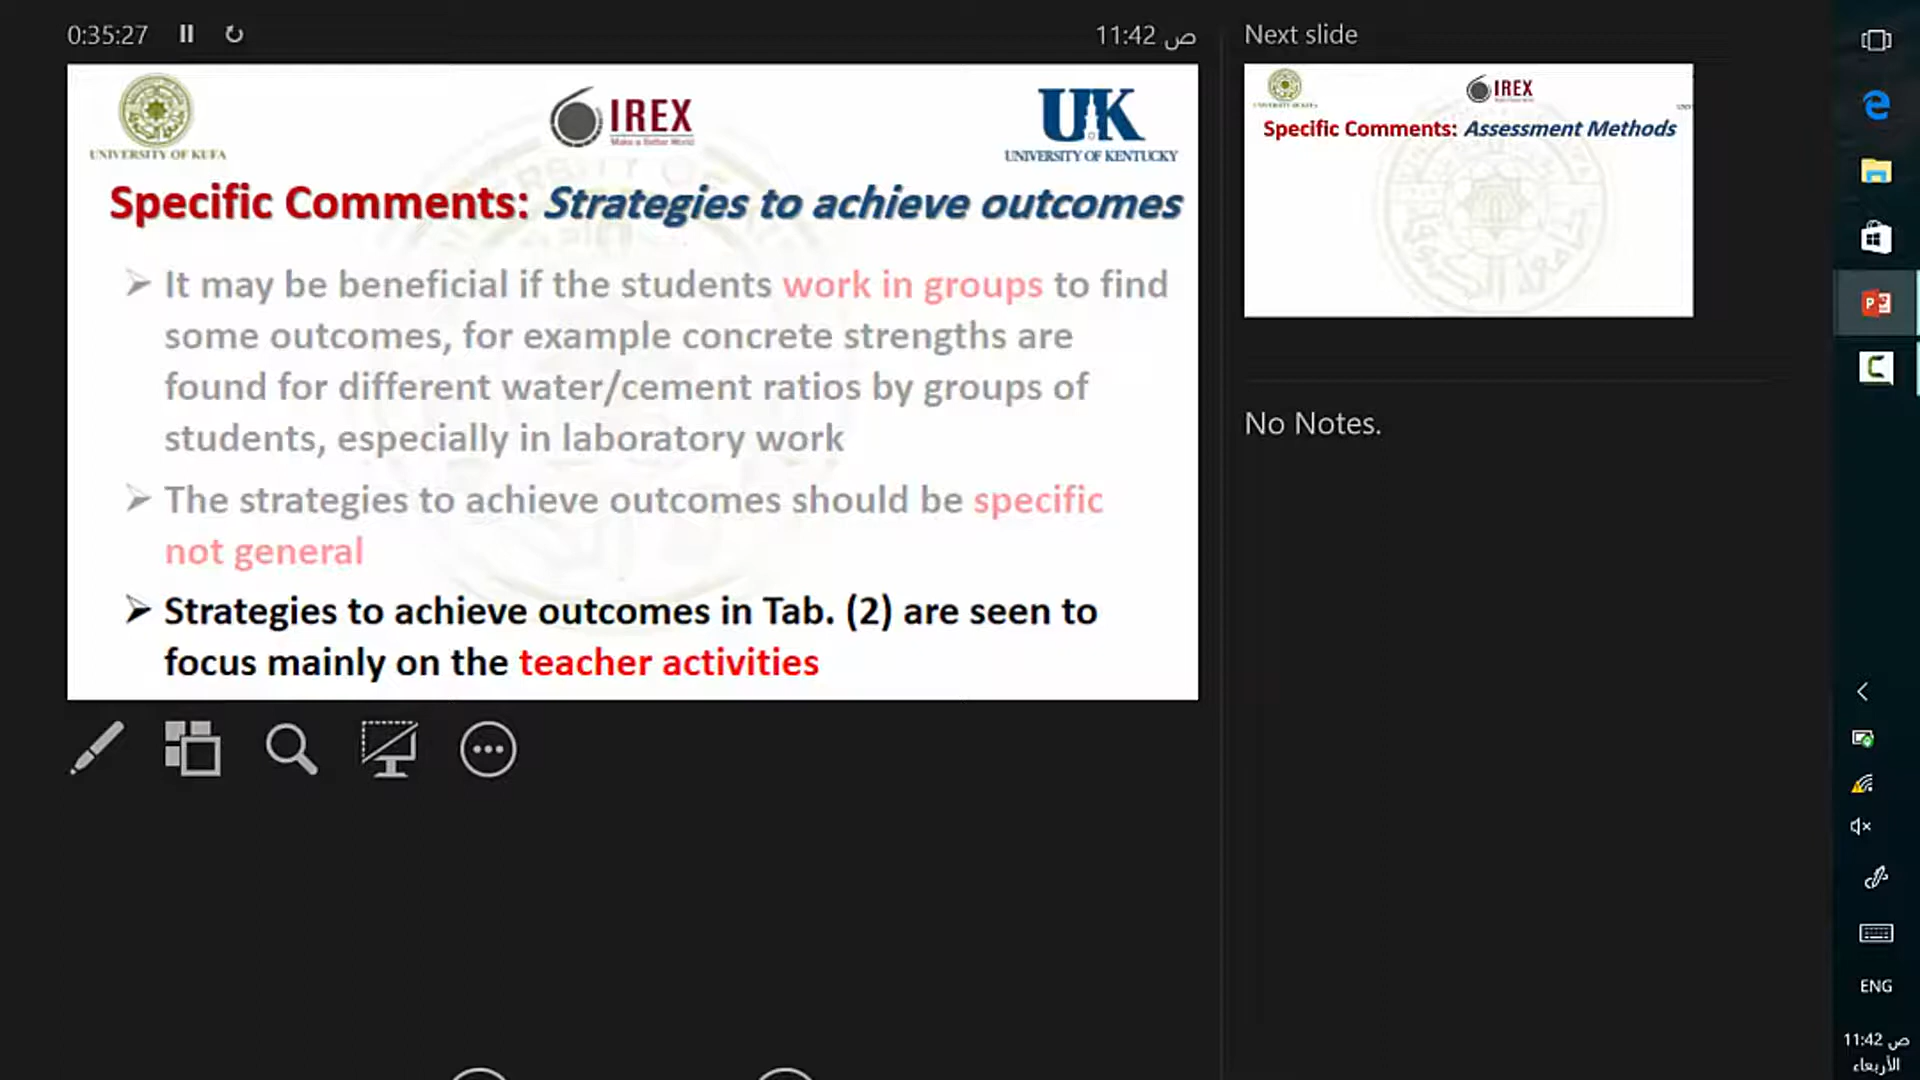 0:35:27
11:42 ص
Next slide
UNIVERSITY OF KUFA
IREX
Make a Better World
UK
UNIVERSITY OF KENTUCKY
Specific Comments: Strategies to achieve outcomes
➢ It may be beneficial if the students work in groups to find
some outcomes, for example concrete strengths are
found for different water/cement ratios by groups of
students, especially in laboratory work
➢ The strategies to achieve outcomes should be specific
not general
➢ Strategies to achieve outcomes in Tab. (2) are seen to
focus mainly on the teacher activities
IREX
Specific Comments: Assessment Methods
No Notes.
ENG
11:42 ص
الأربعاء